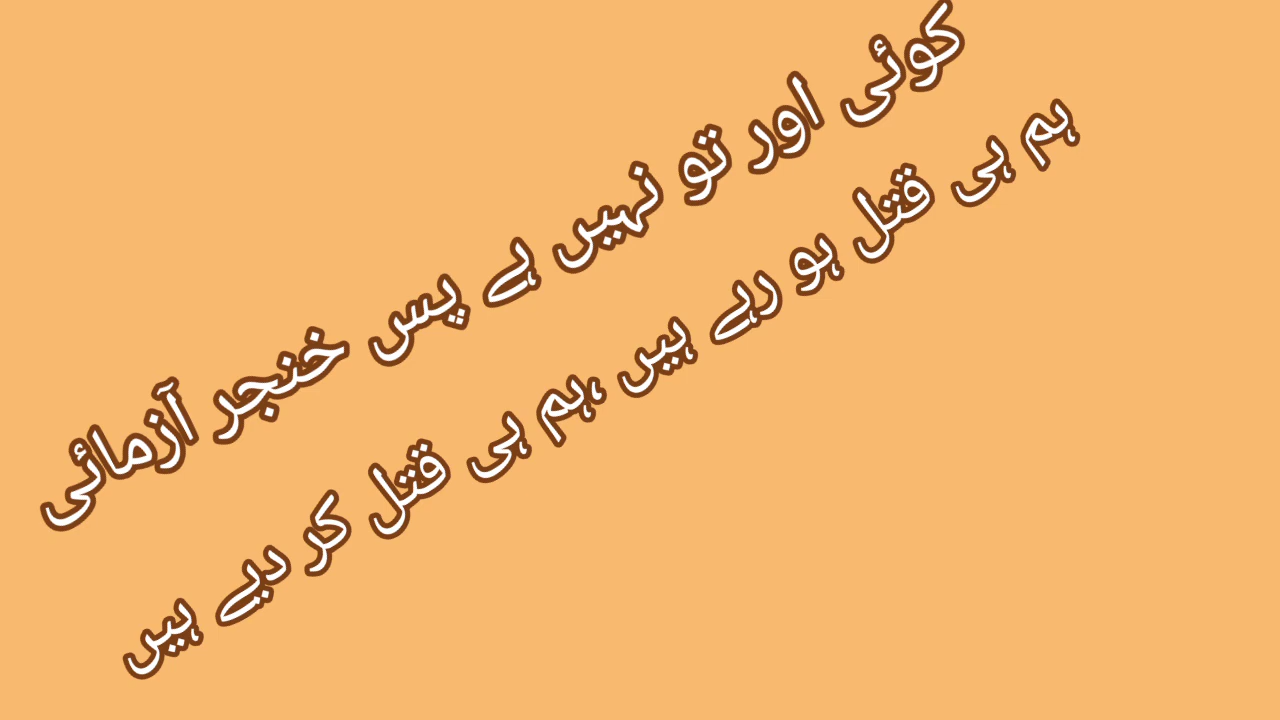 کوئی اور تو نہیں ہے پس خنجر آزمائی
ہم ہی قتل ہو رہے ہیں ،ہم ہی قتل کر دیے ہیں